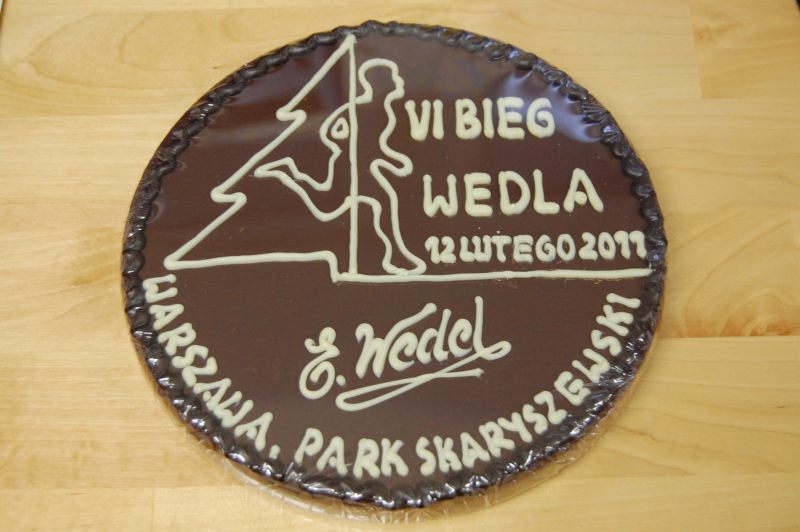 VI BIEG
WEDLA
12 LUTEGO 2011
E. Wedel
WARSZAWA, PARK SKARYSZEWSKI